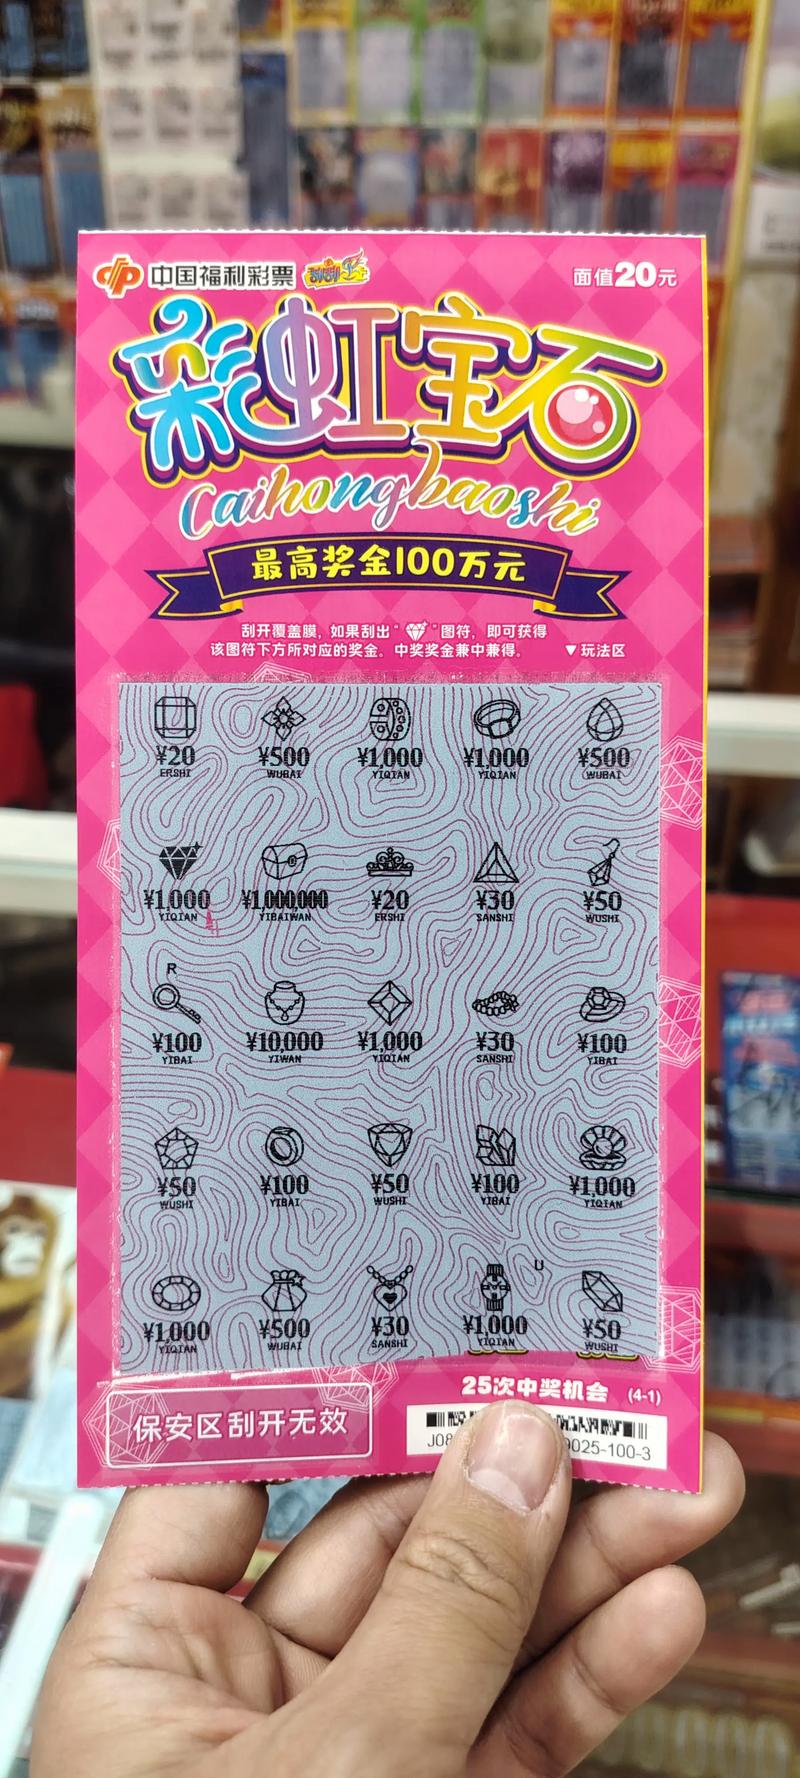 中国福利彩票 刮刮乐 面值20元
彩虹宝石
Caihongbaoshi
最高奖金100万元
刮开覆盖膜，如果刮出“ ”图符，即可获得
该图符下方所对应的奖金。中奖奖金兼中兼得。 ▼玩法区
¥20 ¥500 ¥1,000 ¥1,000 ¥500
ERSHI WUBAI YIQIAN YIQIAN WUBAI
¥1,000 ¥1,000,000 ¥20 ¥30 ¥50
YIQIAN YIBAIWAN ERSHI SANSHI WUSHI
R
¥100 ¥10,000 ¥1,000 ¥30 ¥100
YIBAI YIWAN YIQIAN SANSHI YIBAI
¥50 ¥100 ¥50 ¥100 ¥1,000
WUSHI YIBAI WUSHI YIBAI YIQIAN
U
¥1,000 ¥500 ¥30 ¥1,000 ¥50
YIQIAN WUBAI SANSHI YIQIAN WUSHI
25次中奖机会 (4-1)
保安区刮开无效
0025-100-3